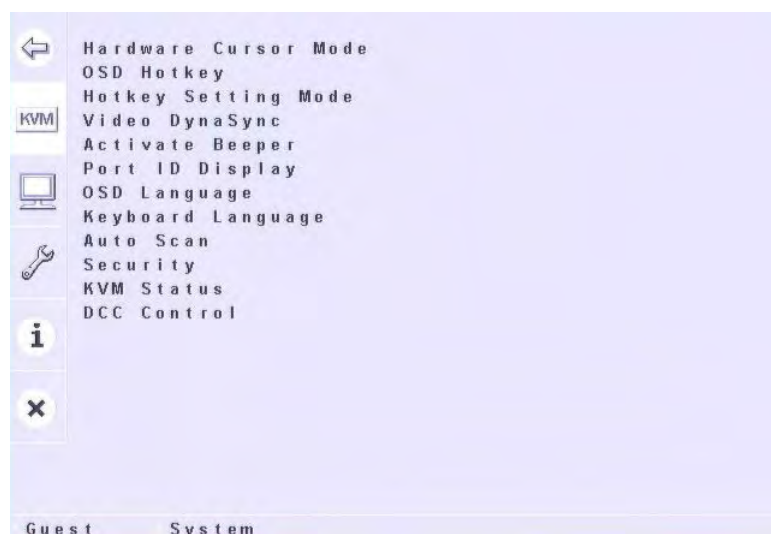 Hardware Cursor Mode
OSD Hotkey
Hotkey Setting Mode
KVM
Video DynaSync
Activate Beeper
Port ID Display
OSD Language
Keyboard Language
Auto Scan
Security
KVM Status
DCC Control
i
Guest System